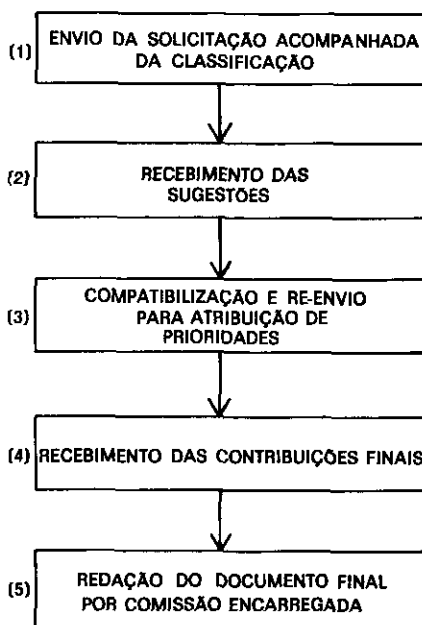 (1) ENVIO DA SOLICITAÇÃO ACOMPANHADA
DA CLASSIFICAÇÃO
(2) RECEBIMENTO DAS
SUGESTÕES
(3) COMPATIBILIZAÇÃO E RE-ENVIO
PARA ATRIBUIÇÃO DE
PRIORIDADES
(4) RECEBIMENTO DAS CONTRIBUIÇÕES FINAIS
(5) REDAÇÃO DO DOCUMENTO FINAL
POR COMISSÃO ENCARREGADA